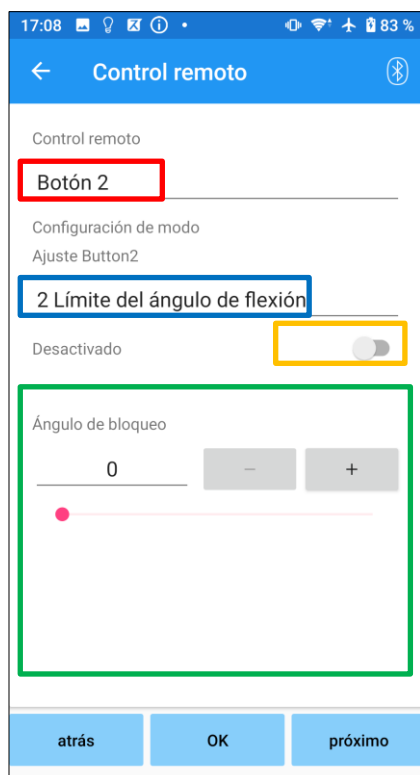 17:08 83 %
Control remoto
Control remoto
Botón 2
Configuración de modo
Ajuste Button2
2 Límite del ángulo de flexión
Desactivado
Ángulo de bloqueo
0 − +
atrás OK próximo